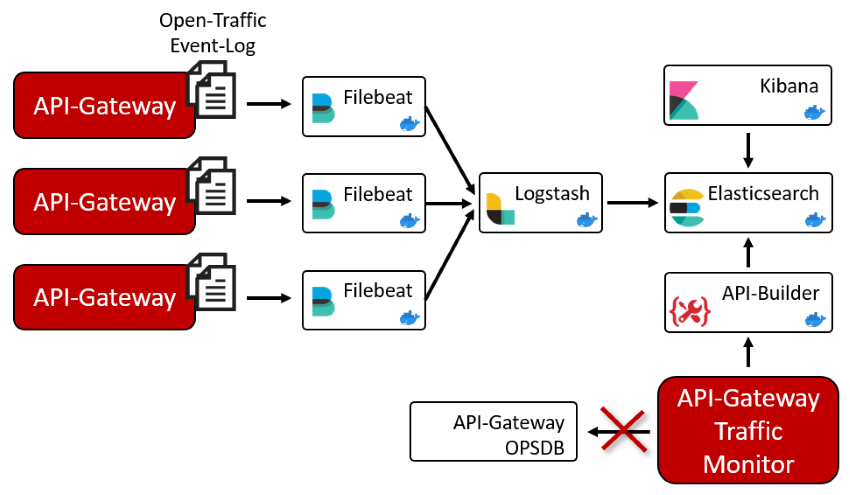 Open-Traffic
Event-Log
API-Gateway
Filebeat
Kibana
API-Gateway
Filebeat
Logstash
Elasticsearch
API-Gateway
Filebeat
API-Builder
API-Gateway
OPSDB
API-Gateway
Traffic
Monitor